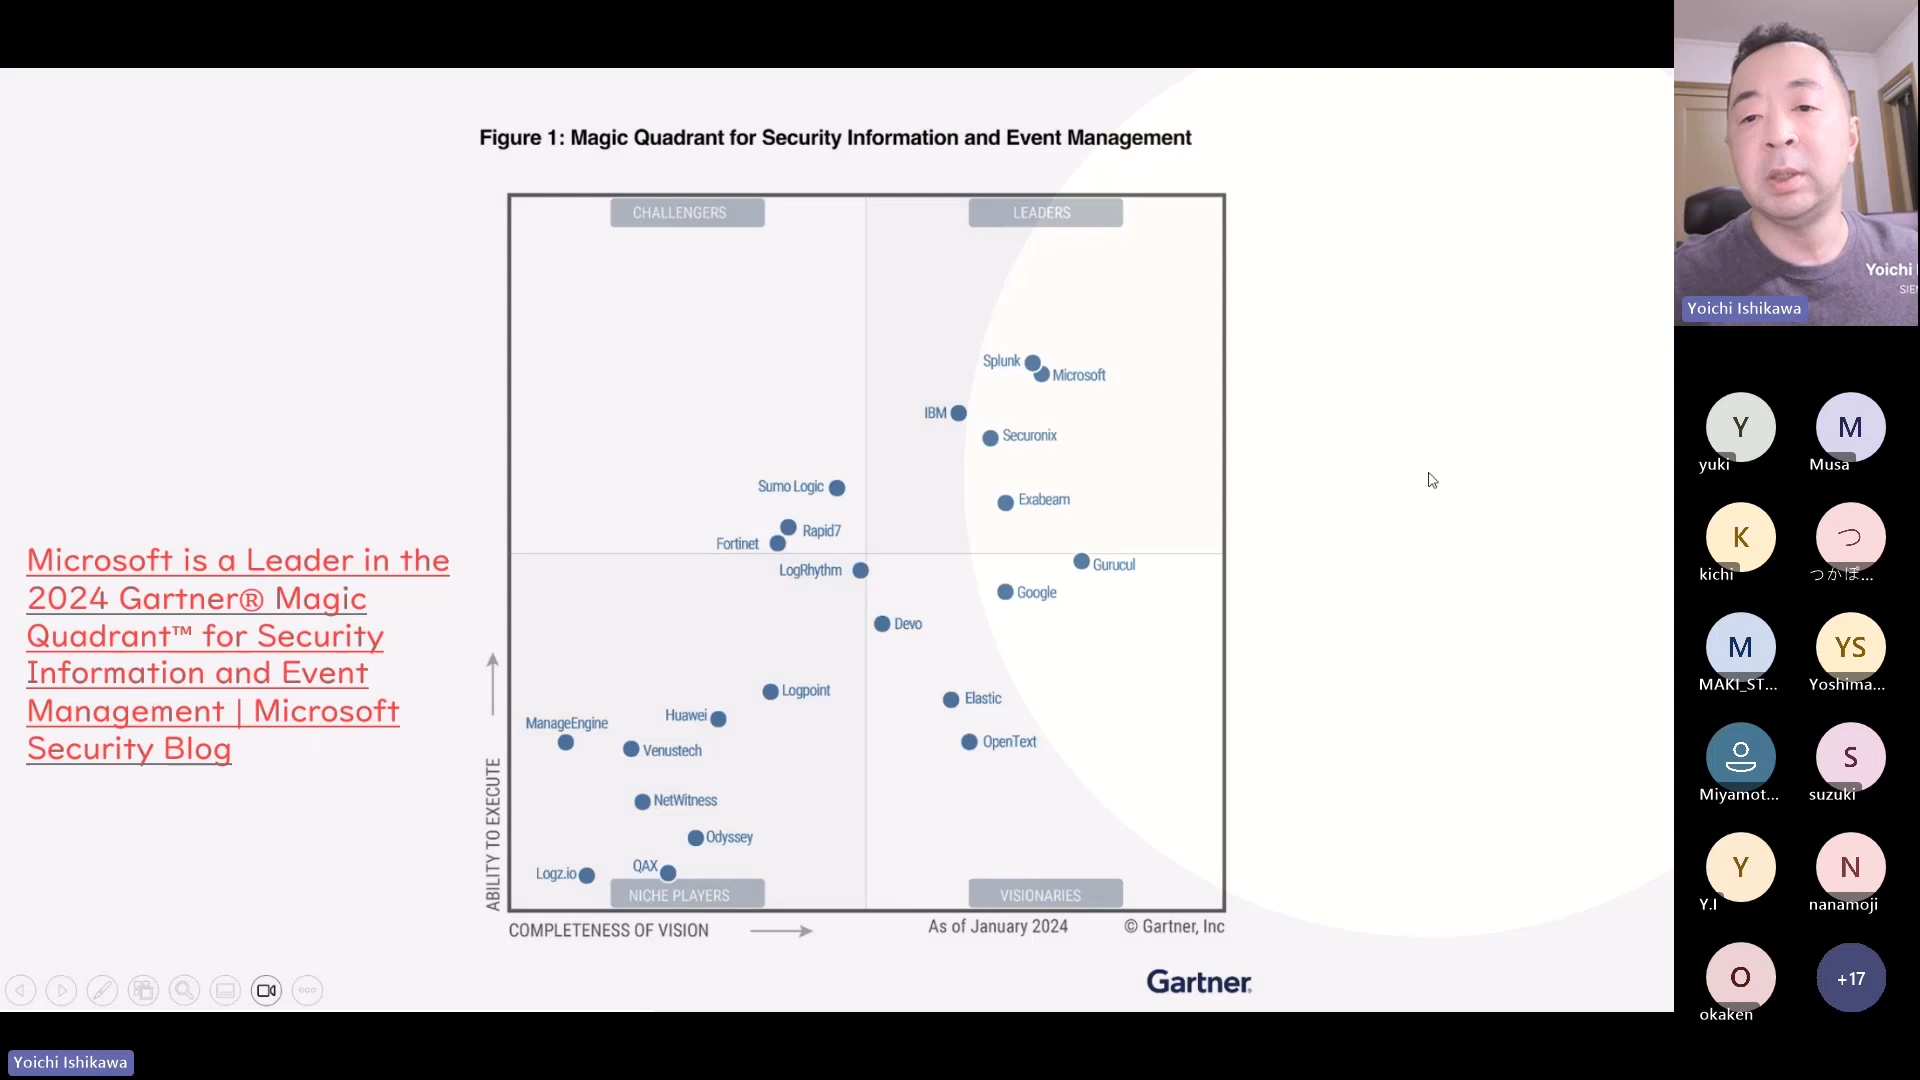 Figure 1: Magic Quadrant for Security Information and Event Management
CHALLENGERS
LEADERS
Splunk
Microsoft
IBM
Securonix
Sumo Logic
Exabeam
Rapid7
Fortinet
LogRhythm
Gurucul
Google
Devo
Logpoint
Elastic
Huawei
ManageEngine
OpenText
Venustech
NetWitness
Odyssey
QAX
Logz.io
NICHE PLAYERS
VISIONARIES
ABILITY TO EXECUTE
COMPLETENESS OF VISION
As of January 2024
© Gartner, Inc
Gartner
Microsoft is a Leader in the
2024 Gartner® Magic
Quadrant™ for Security
Information and Event
Management | Microsoft
Security Blog
Yoichi Ishikawa
Yoichi
SIE
Yoichi Ishikawa
Y
yuki
M
Musa
K
kichi
つ
つかぽ...
M
MAKI_ST...
YS
Yoshima...
Miyamot...
S
suzuki
Y
Y.I
N
nanamoji
O
okaken
+17